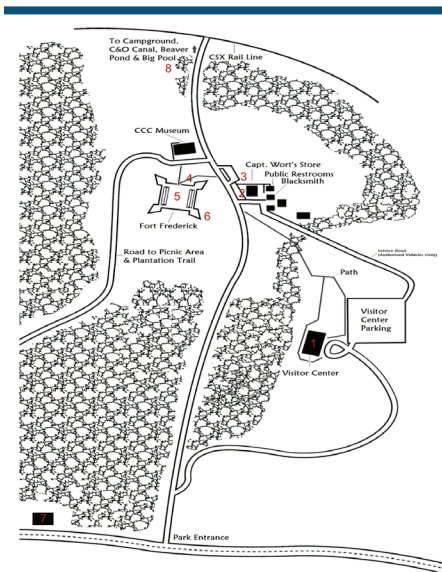 To Campground,
C&O Canal, Beaver
Pond & Big Pool
8
CSX Rail Line
CCC Museum
Capt. Wort's Store
Public Restrooms
Blacksmith
3
4
2
5
6
Fort Frederick
Road to Picnic Area
& Plantation Trail
Service Road
(Authorized Vehicles Only)
Path
Visitor
Center
Parking
1
Visitor Center
7
Park Entrance